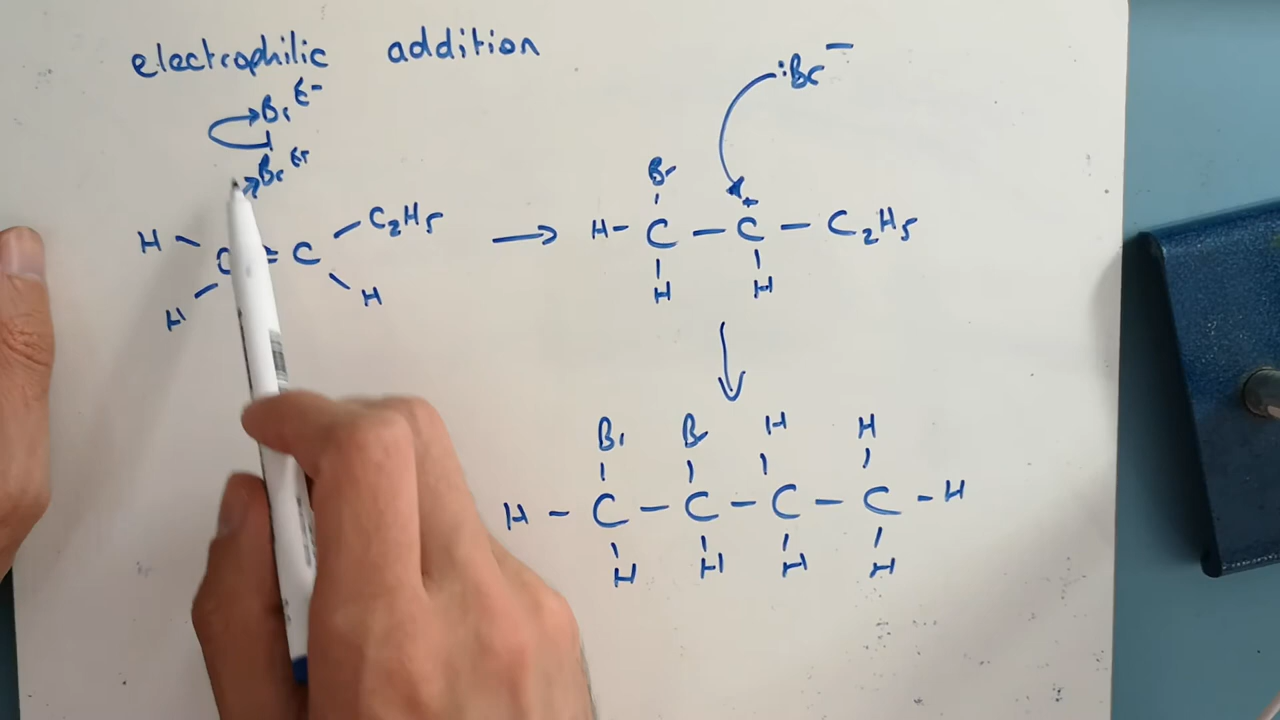 electrophilic addition
Br δ-
Br δ+
:Br −
H C = C C₂H₅
H H
Br
H - C - C⁺ - C₂H₅
H H
Br Br H H
H - C - C - C - C - H
H H H H